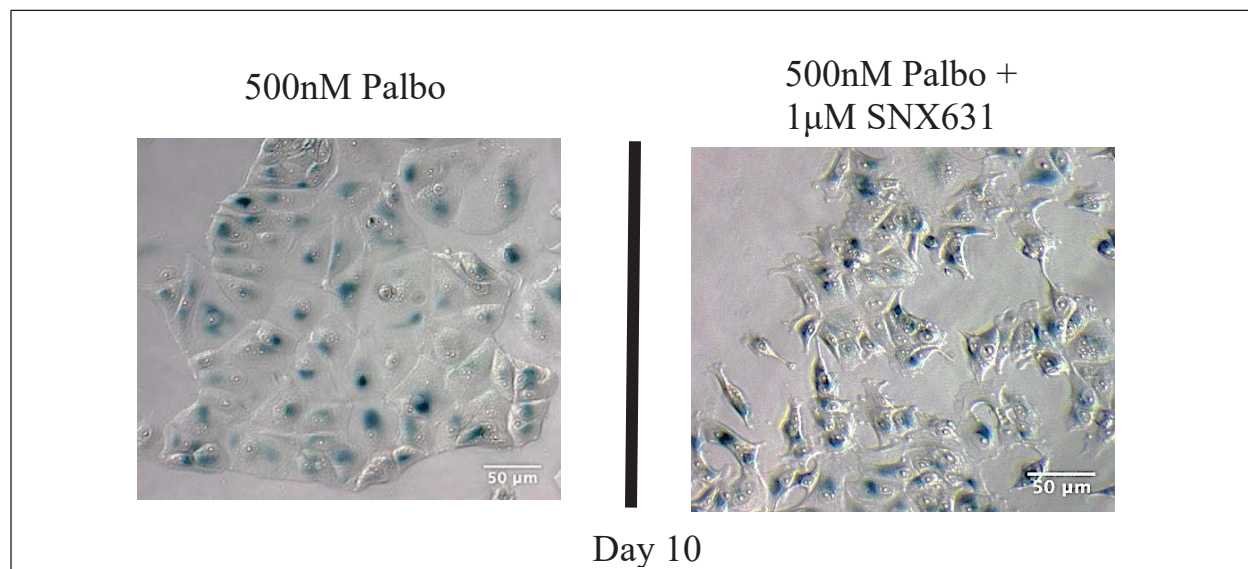 500nM Palbo
500nM Palbo +
1μM SNX631
50 μm
50 μm
Day 10